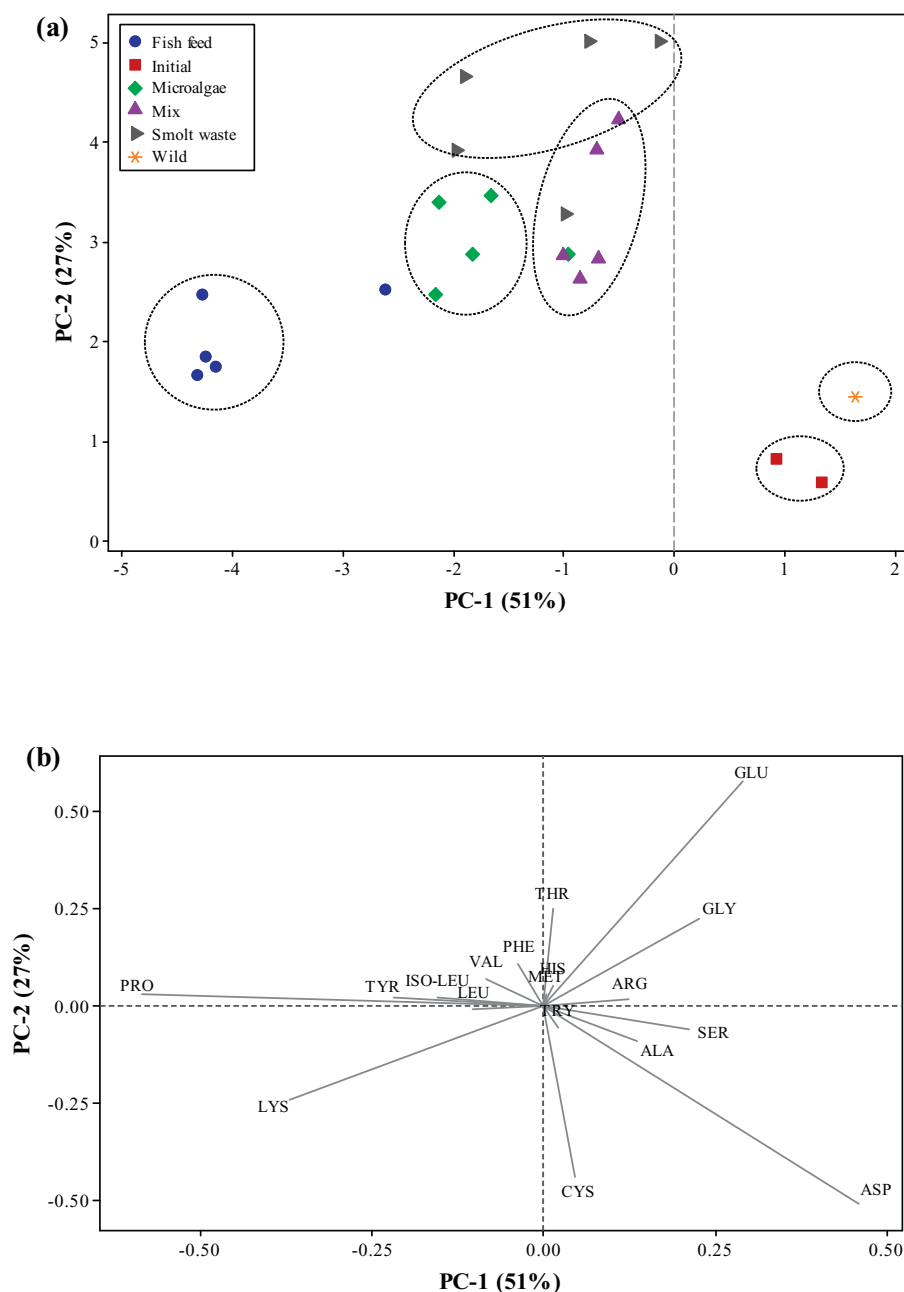 (a)
Fish feed
Initial
Microalgae
Mix
Smolt waste
Wild
5
4
3
2
1
0
PC-2 (27%)
-5 -4 -3 -2 -1 0 1 2
PC-1 (51%)
(b)
GLU
0.50
THR
GLY
0.25
PHE
VAL
HIS
MET
ISO-LEU
TYR
PRO
LEU
ARG
0.00
TRY
SER
ALA
LYS
-0.25
CYS
ASP
-0.50
PC-2 (27%)
-0.50 -0.25 0.00 0.25 0.50
PC-1 (51%)